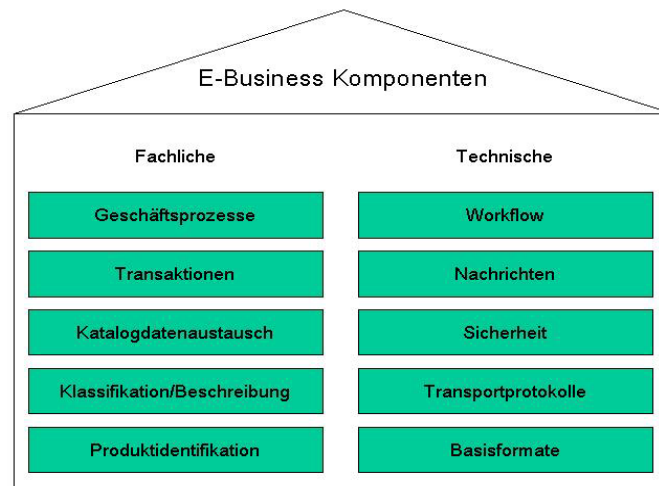 E-Business Komponenten
Fachliche
Geschäftsprozesse
Transaktionen
Katalogdatenaustausch
Klassifikation/Beschreibung
Produktidentifikation
Technische
Workflow
Nachrichten
Sicherheit
Transportprotokolle
Basisformate